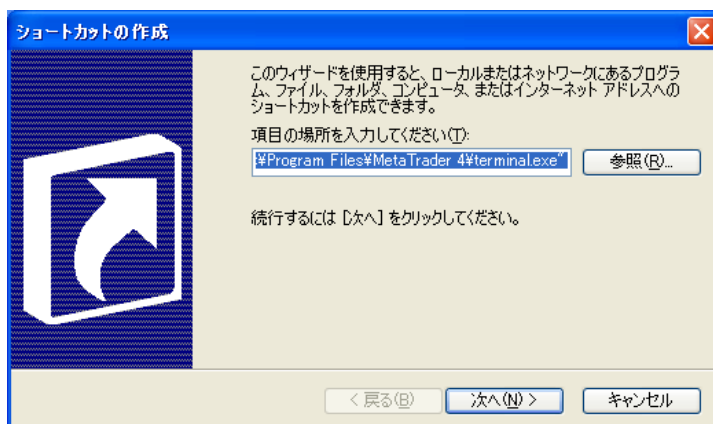 ショートカットの作成
このウィザードを使用すると、ローカルまたはネットワークにあるプログラ
ム、ファイル、フォルダ、コンピュータ、またはインターネット アドレスへの
ショートカットを作成できます。
項目の場所を入力してください(T):
:¥Program Files¥MetaTrader 4¥terminal.exe"
参照(R)...
続行するには [次へ] をクリックしてください。
< 戻る(B)
次へ(N) >
キャンセル